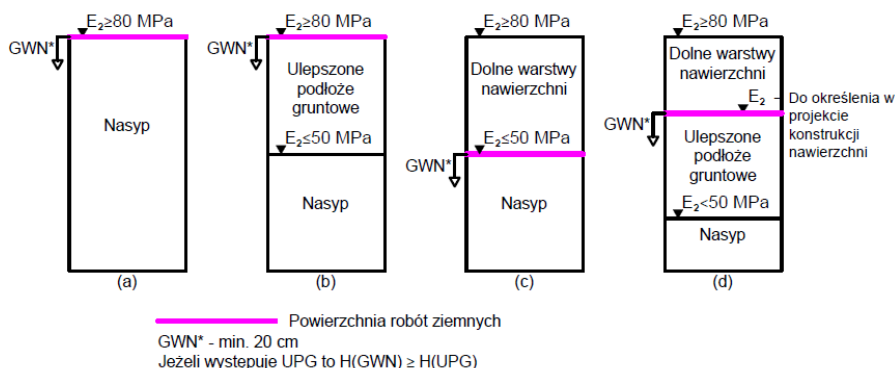 E₂≥80 MPa
GWN*
Nasyp
(a)
E₂≥80 MPa
GWN*
Ulepszone
podłoże
gruntowe
E₂≤50 MPa
Nasyp
(b)
E₂≥80 MPa
Dolne warstwy
nawierzchni
E₂≤50 MPa
GWN*
Nasyp
(c)
E₂≥80 MPa
Dolne warstwy
nawierzchni
E₂ – Do określenia w
projekcie
konstrukcji
nawierzchni
GWN*
Ulepszone
podłoże
gruntowe
E₂<50 MPa
Nasyp
(d)
Powierzchnia robót ziemnych
GWN* - min. 20 cm
Jeżeli występuje UPG to H(GWN) ≥ H(UPG)